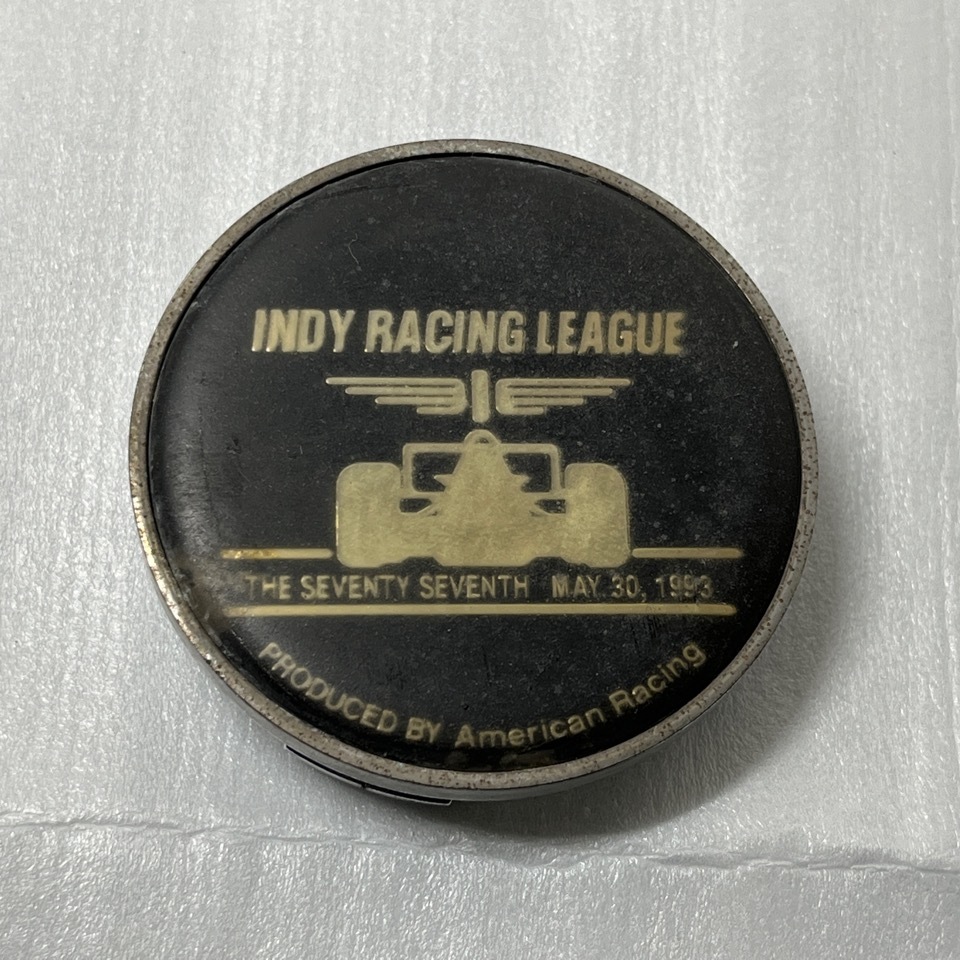 INDY RACING LEAGUE
THE SEVENTY SEVENTH MAY. 30, 1993
PRODUCED BY American Racing